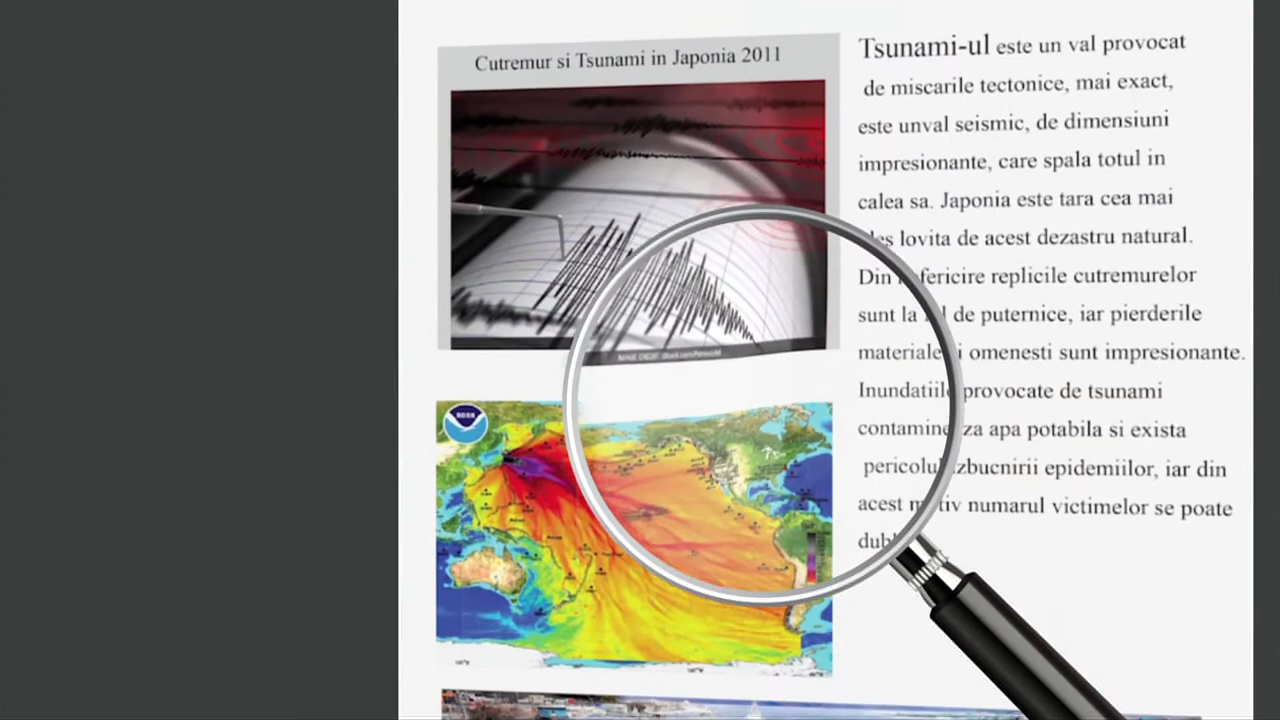 Cutremur si Tsunami in Japonia 2011
Tsunami-ul este un val provocat
de miscarile tectonice, mai exact,
este unval seismic, de dimensiuni
impresionante, care spala totul in
calea sa. Japonia este tara cea mai
lovita de acest dezastru natural.
Din replicile cutremurelor
sunt la de puternice, iar pierderile
materiale i omenesti sunt impresionante.
Inundatiile provocate de tsunami
za apa potabila si exista
izbucnirii epidemiilor, iar din
acest numarul victimelor se poate
NOAA